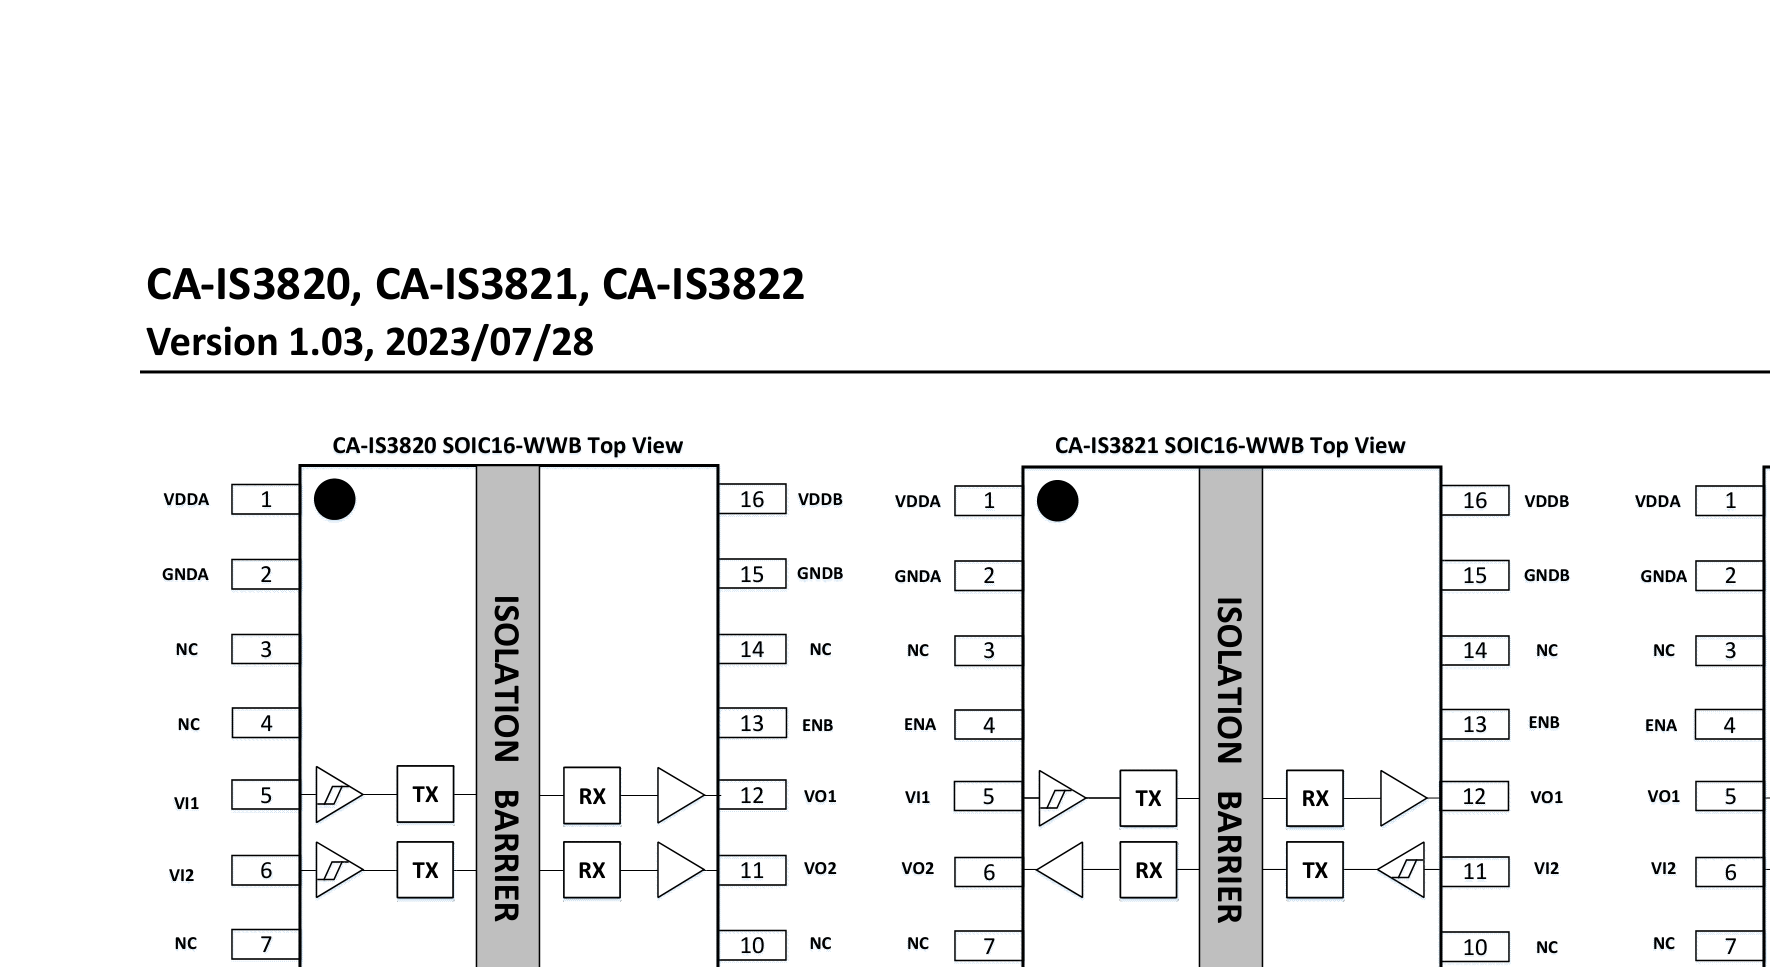 CA-IS3820, CA-IS3821, CA-IS3822
Version 1.03, 2023/07/28
CA-IS3820 SOIC16-WWB Top View
VDDA 1 16 VDDB
GNDA 2 15 GNDB
NC 3 14 NC
NC 4 13 ENB
VI1 5 TX RX 12 VO1
VI2 6 TX RX 11 VO2
NC 7 10 NC
ISOLATION BARRIER
CA-IS3821 SOIC16-WWB Top View
VDDA 1 16 VDDB
GNDA 2 15 GNDB
NC 3 14 NC
ENA 4 13 ENB
VI1 5 TX RX 12 VO1
VO2 6 RX TX 11 VI2
NC 7 10 NC
ISOLATION BARRIER
VDDA 1
GNDA 2
NC 3
ENA 4
VO1 5
VI2 6
NC 7